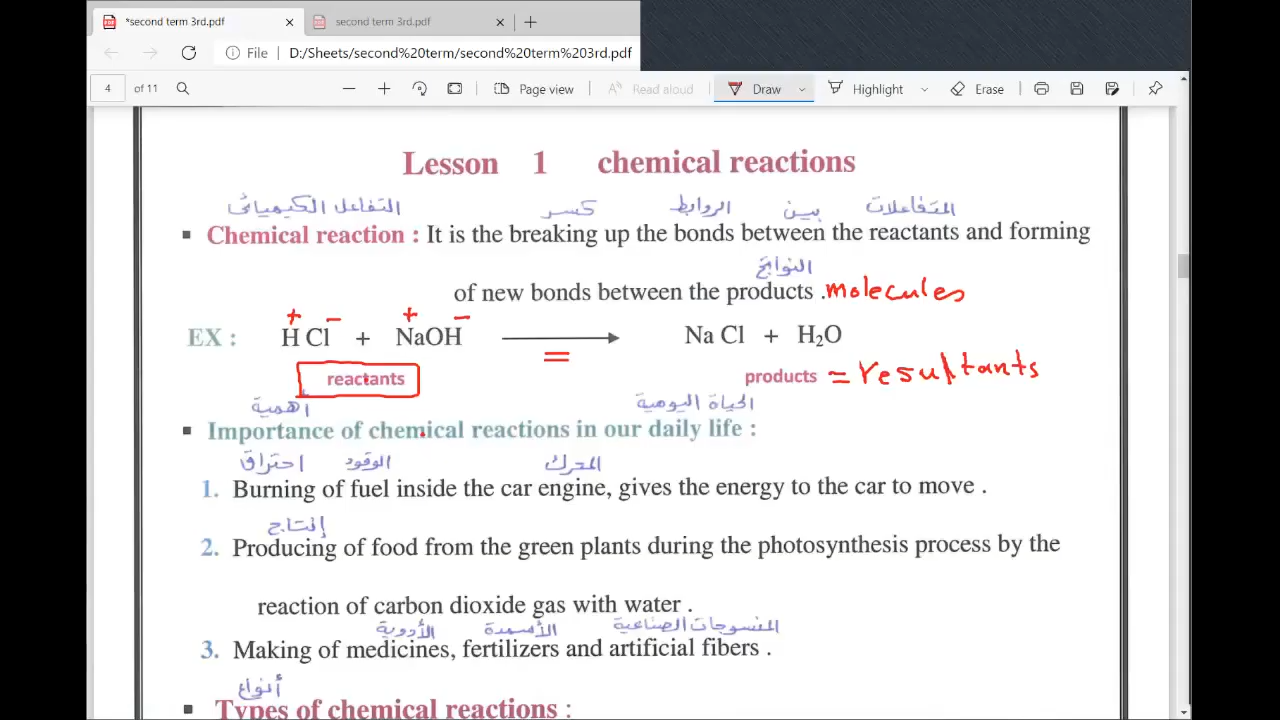 *second term 3rd.pdf
second term 3rd.pdf
File D:/Sheets/second%20term/second%20term%203rd.pdf
4 of 11 Page view Read aloud Draw Highlight Erase
Lesson 1 chemical reactions
التفاعل الكيميائى كسر الروابط بين المتفاعلات
▪ Chemical reaction : It is the breaking up the bonds between the reactants and forming
النواتج
of new bonds between the products . molecules
+ − + −
EX : H Cl + NaOH ⟶ Na Cl + H₂O
=
reactants products = resultants
أهمية الحياة اليومية
▪ Importance of chemical reactions in our daily life :
احتراق الوقود المحرك
1. Burning of fuel inside the car engine, gives the energy to the car to move .
إنتاج
2. Producing of food from the green plants during the photosynthesis process by the
reaction of carbon dioxide gas with water .
الأدوية الأسمدة المنسوجات الصناعية
3. Making of medicines, fertilizers and artificial fibers .
أنواع
▪ Types of chemical reactions :